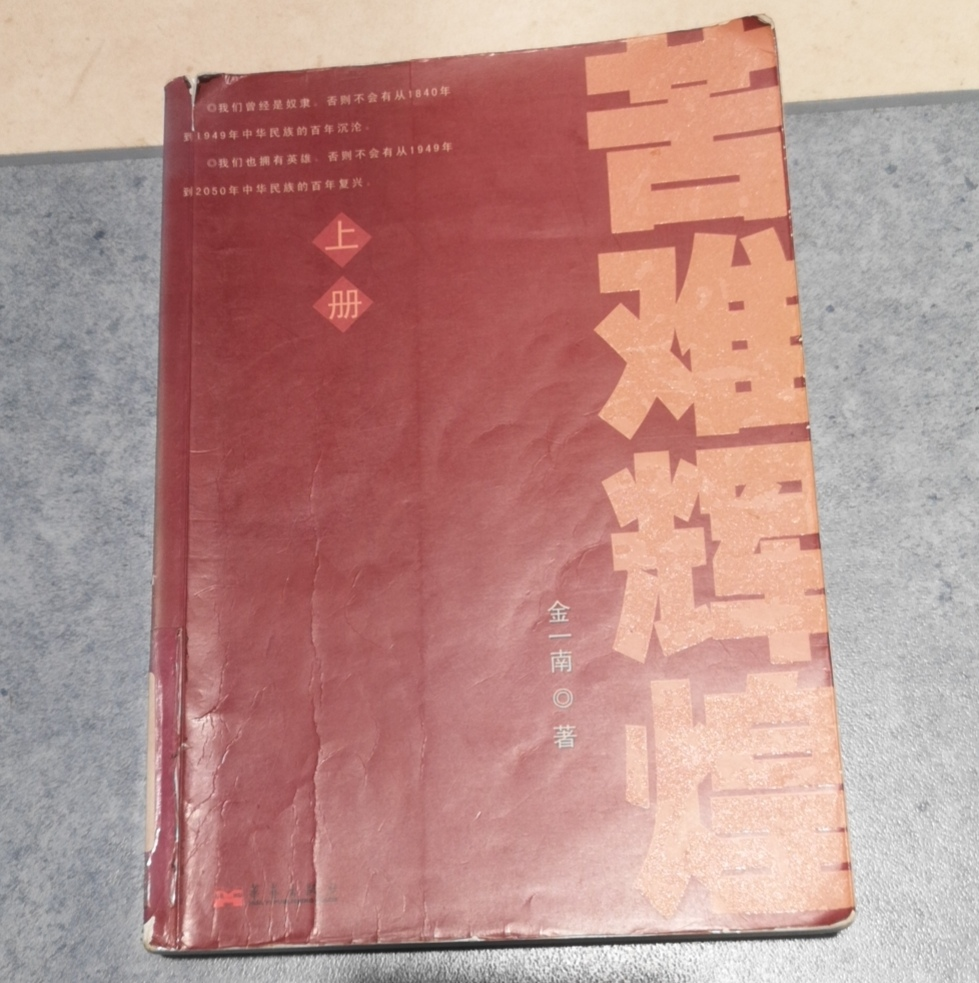 ◎我们曾经是奴隶，否则不会有从1840年
到1949年中华民族的百年沉沦。
◎我们也拥有英雄，否则不会有从1949年
到2050年中华民族的百年复兴。
上
册
苦难辉煌
金一南◎著